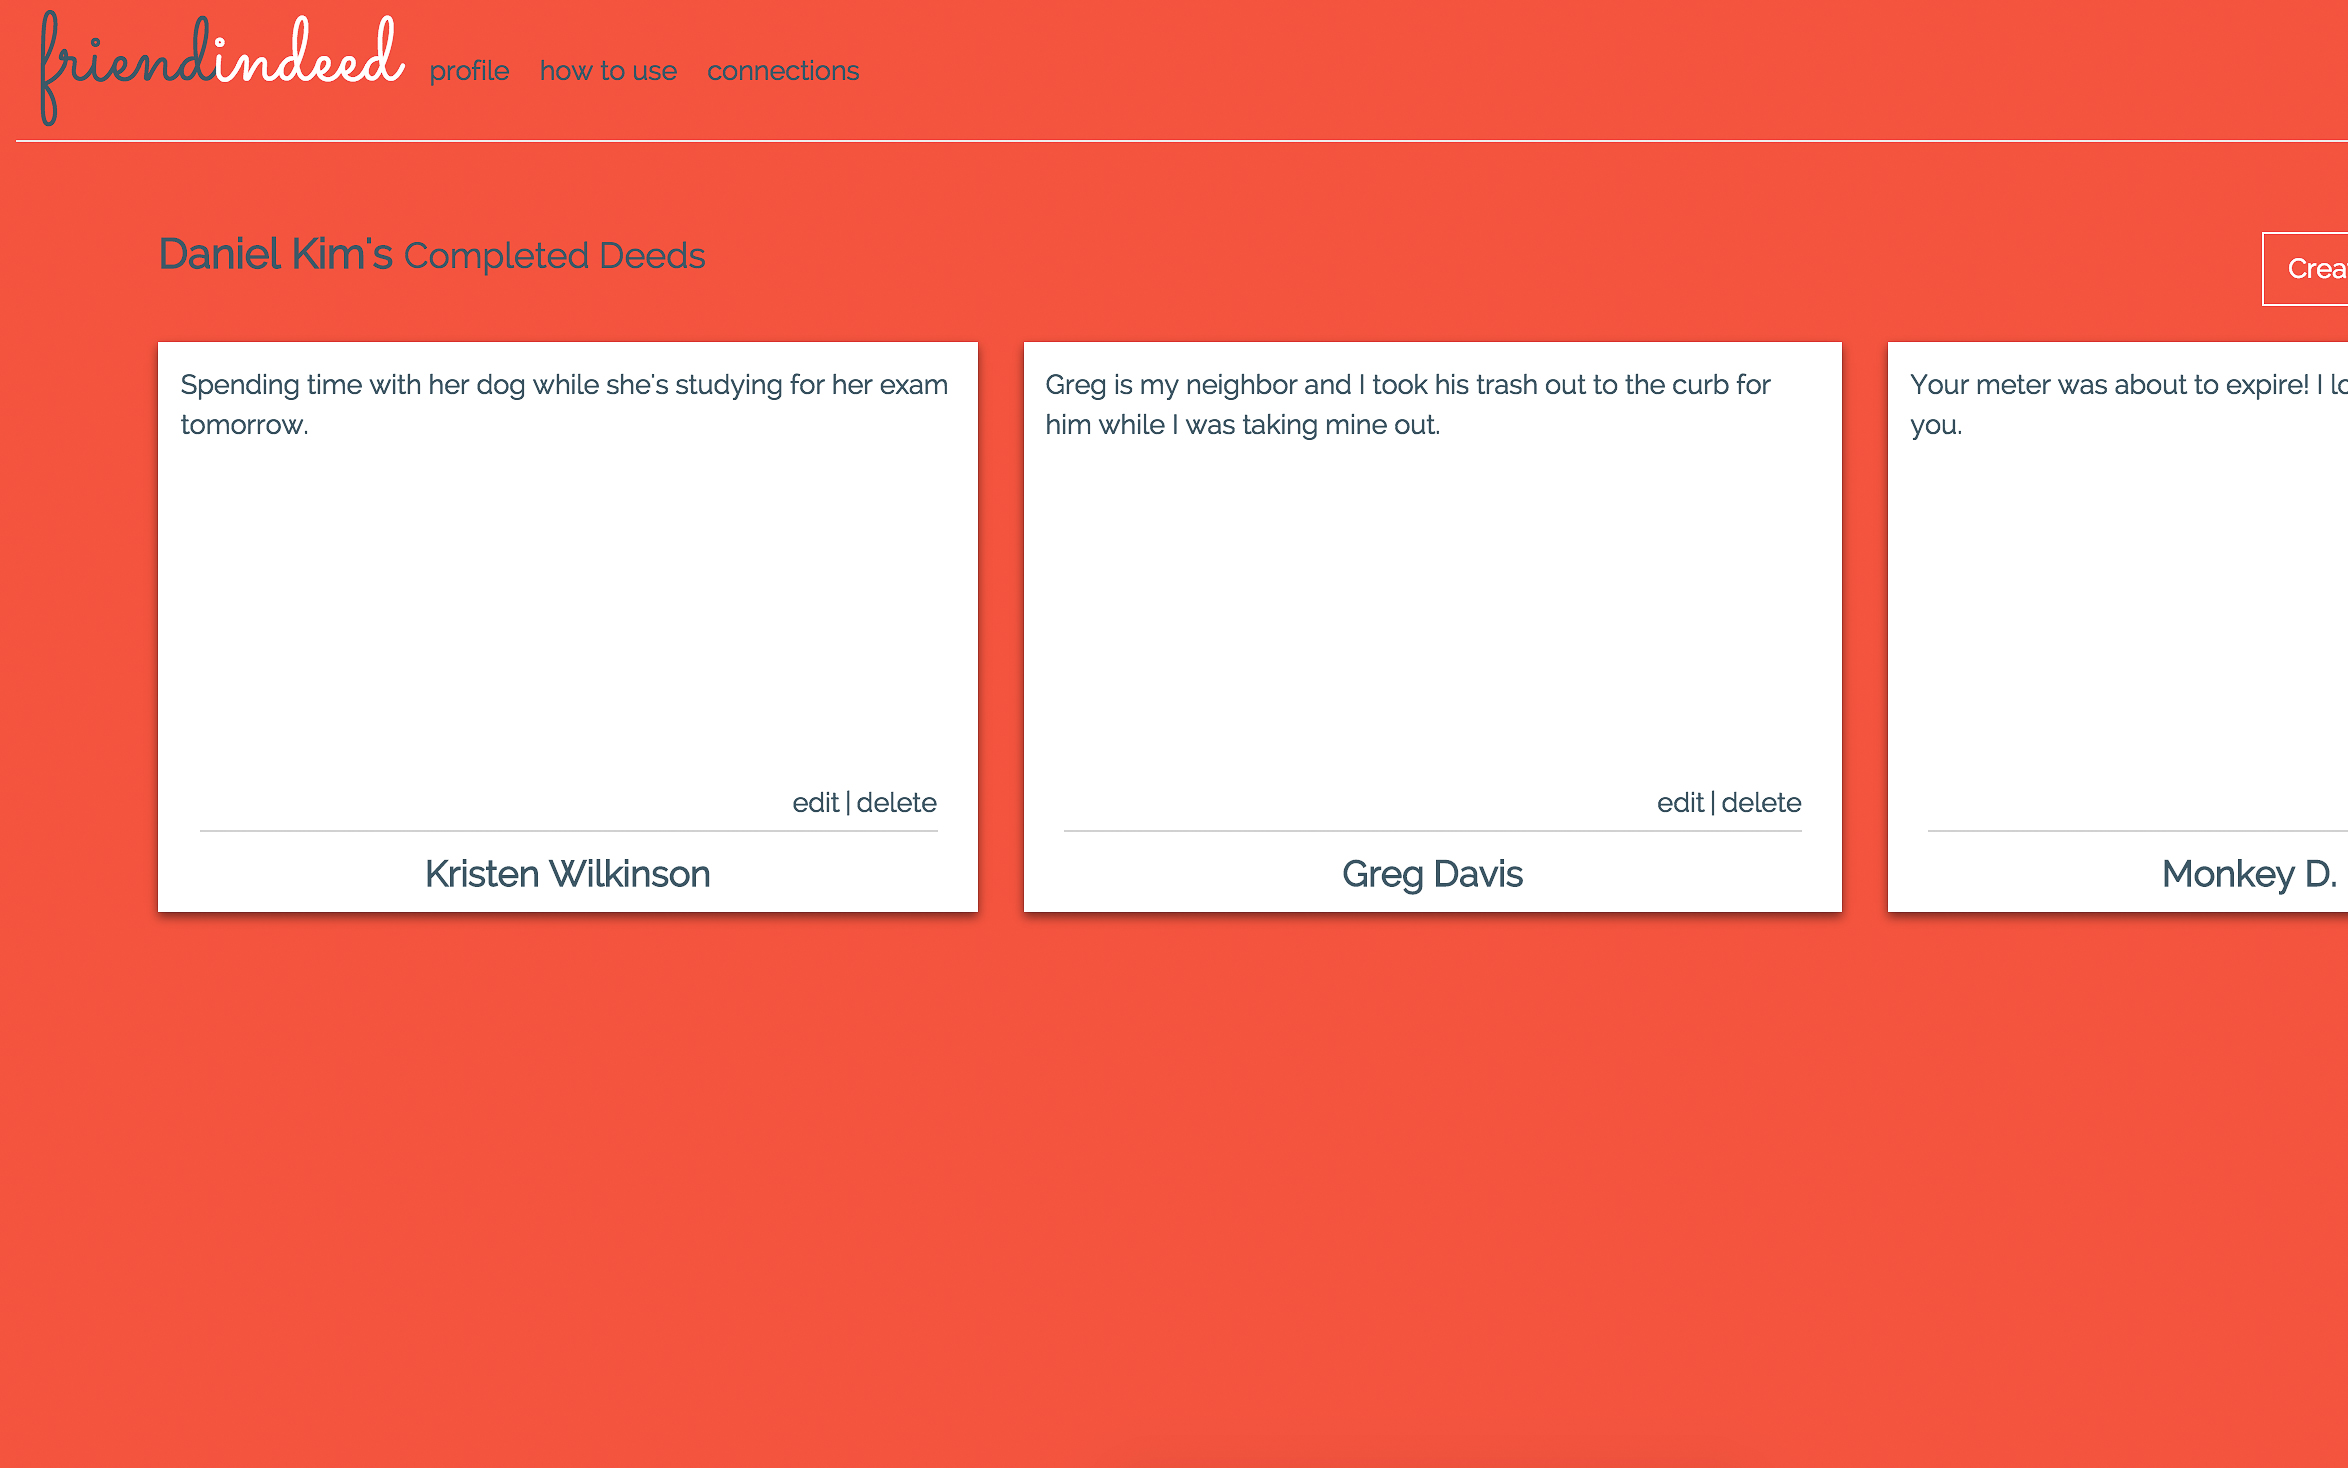 friendindeed profile how to use connections
Daniel Kim's Completed Deeds
Spending time with her dog while she's studying for her exam
tomorrow.
edit | delete
Kristen Wilkinson
Greg is my neighbor and I took his trash out to the curb for
him while I was taking mine out.
edit | delete
Greg Davis
Your meter was about to expire! I
you.
Monkey D.